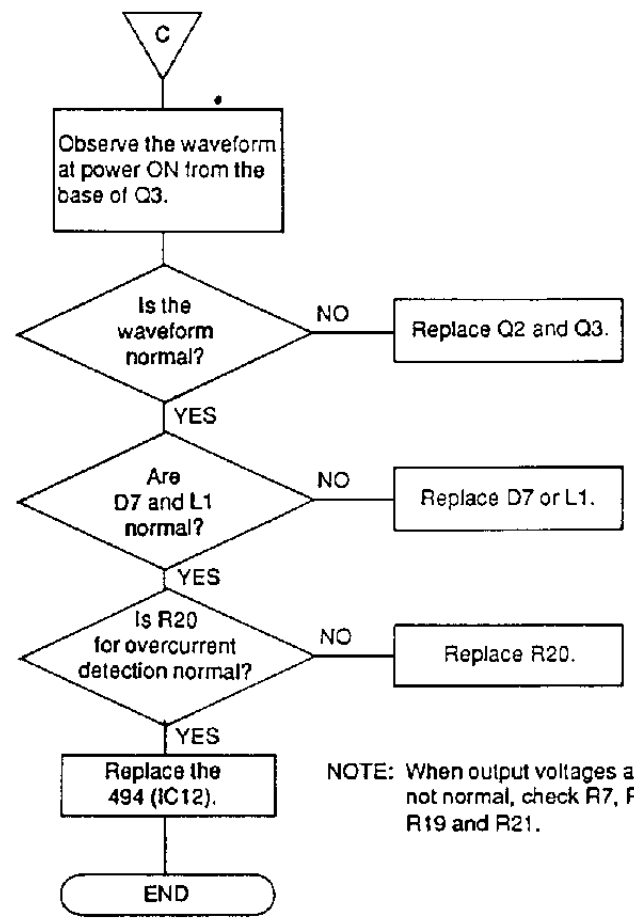 C
Observe the waveform
at power ON from the
base of Q3.
Is the
waveform
normal?
NO
Replace Q2 and Q3.
YES
Are
D7 and L1
normal?
NO
Replace D7 or L1.
YES
Is R20
for overcurrent
detection normal?
NO
Replace R20.
YES
Replace the
494 (IC12).
NOTE: When output voltages a
not normal, check R7, R
R19 and R21.
END